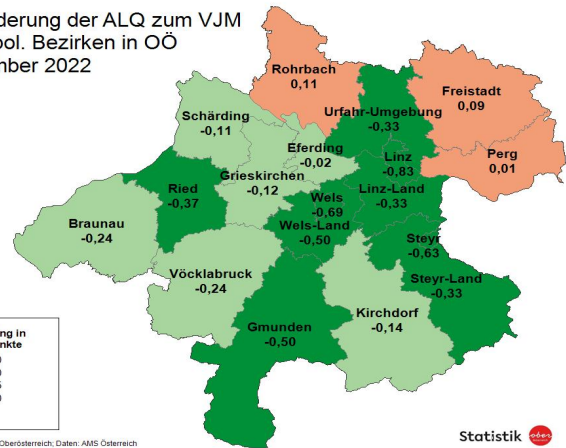 derung der ALQ zum VJM
pol. Bezirken in OÖ
mber 2022
Rohrbach
0,11
Freistadt
0,09
Schärding
-0,11
Urfahr-Umgebung
-0,33
Eferding
-0,02
Linz
-0,83
Perg
0,01
Grieskirchen
-0,12
Ried
-0,37
Linz-Land
-0,33
Wels
-0,69
Wels-Land
-0,50
Braunau
-0,24
Steyr
-0,63
Vöcklabruck
-0,24
Steyr-Land
-0,33
Kirchdorf
-0,14
Gmunden
-0,50
ng in
nkte
Oberösterreich; Daten: AMS Österreich
Statistik ober